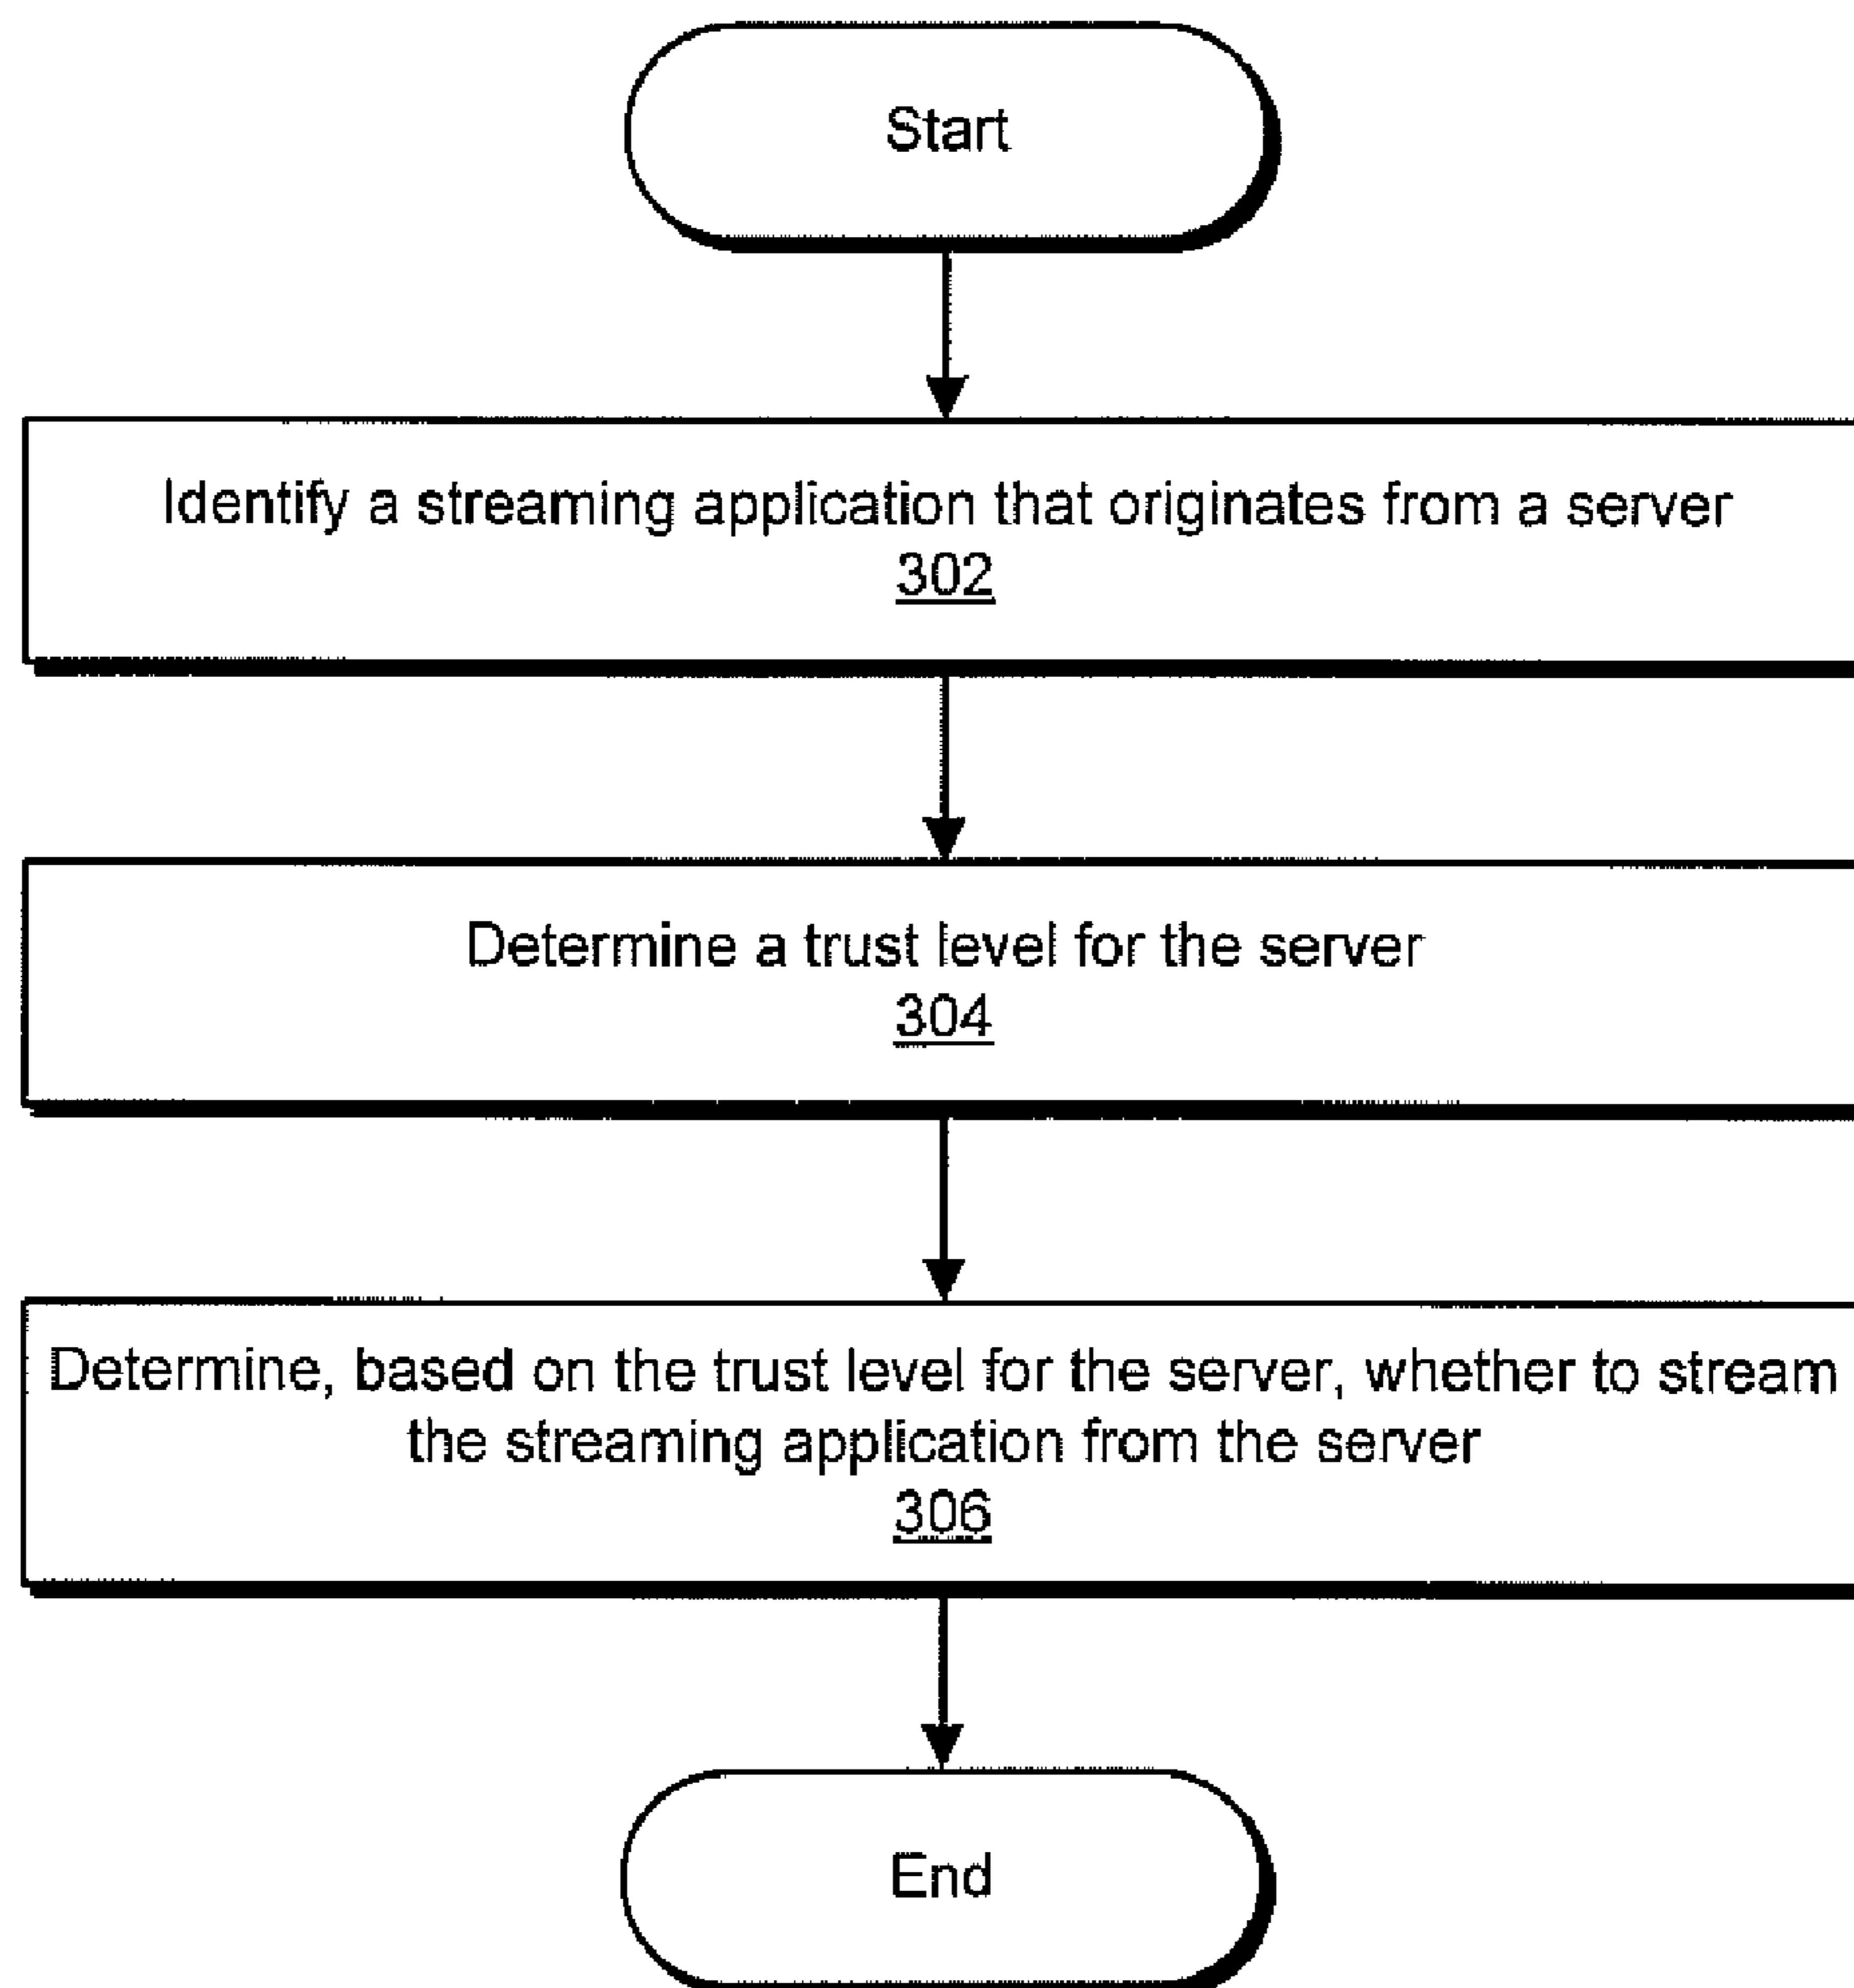 Start
Identify a streaming application that originates from a server
302
Determine a trust level for the server
304
Determine, based on the trust level for the server, whether to stream
the streaming application from the server
306
End